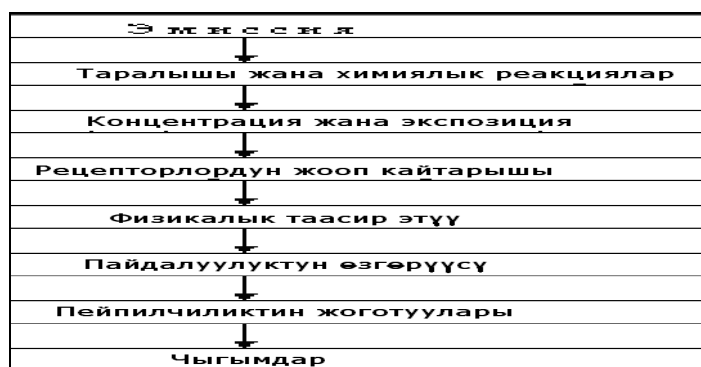 Эмиссия
Таралышы жана химиялык реакциялар
Концентрация жана экспозиция
Рецепторлордун жооп кайтарышы
Физикалык таасир этүү
Пайдалуулуктун өзгөрүүсү
Пейпилчиликтин жоготуулары
Чыгымдар